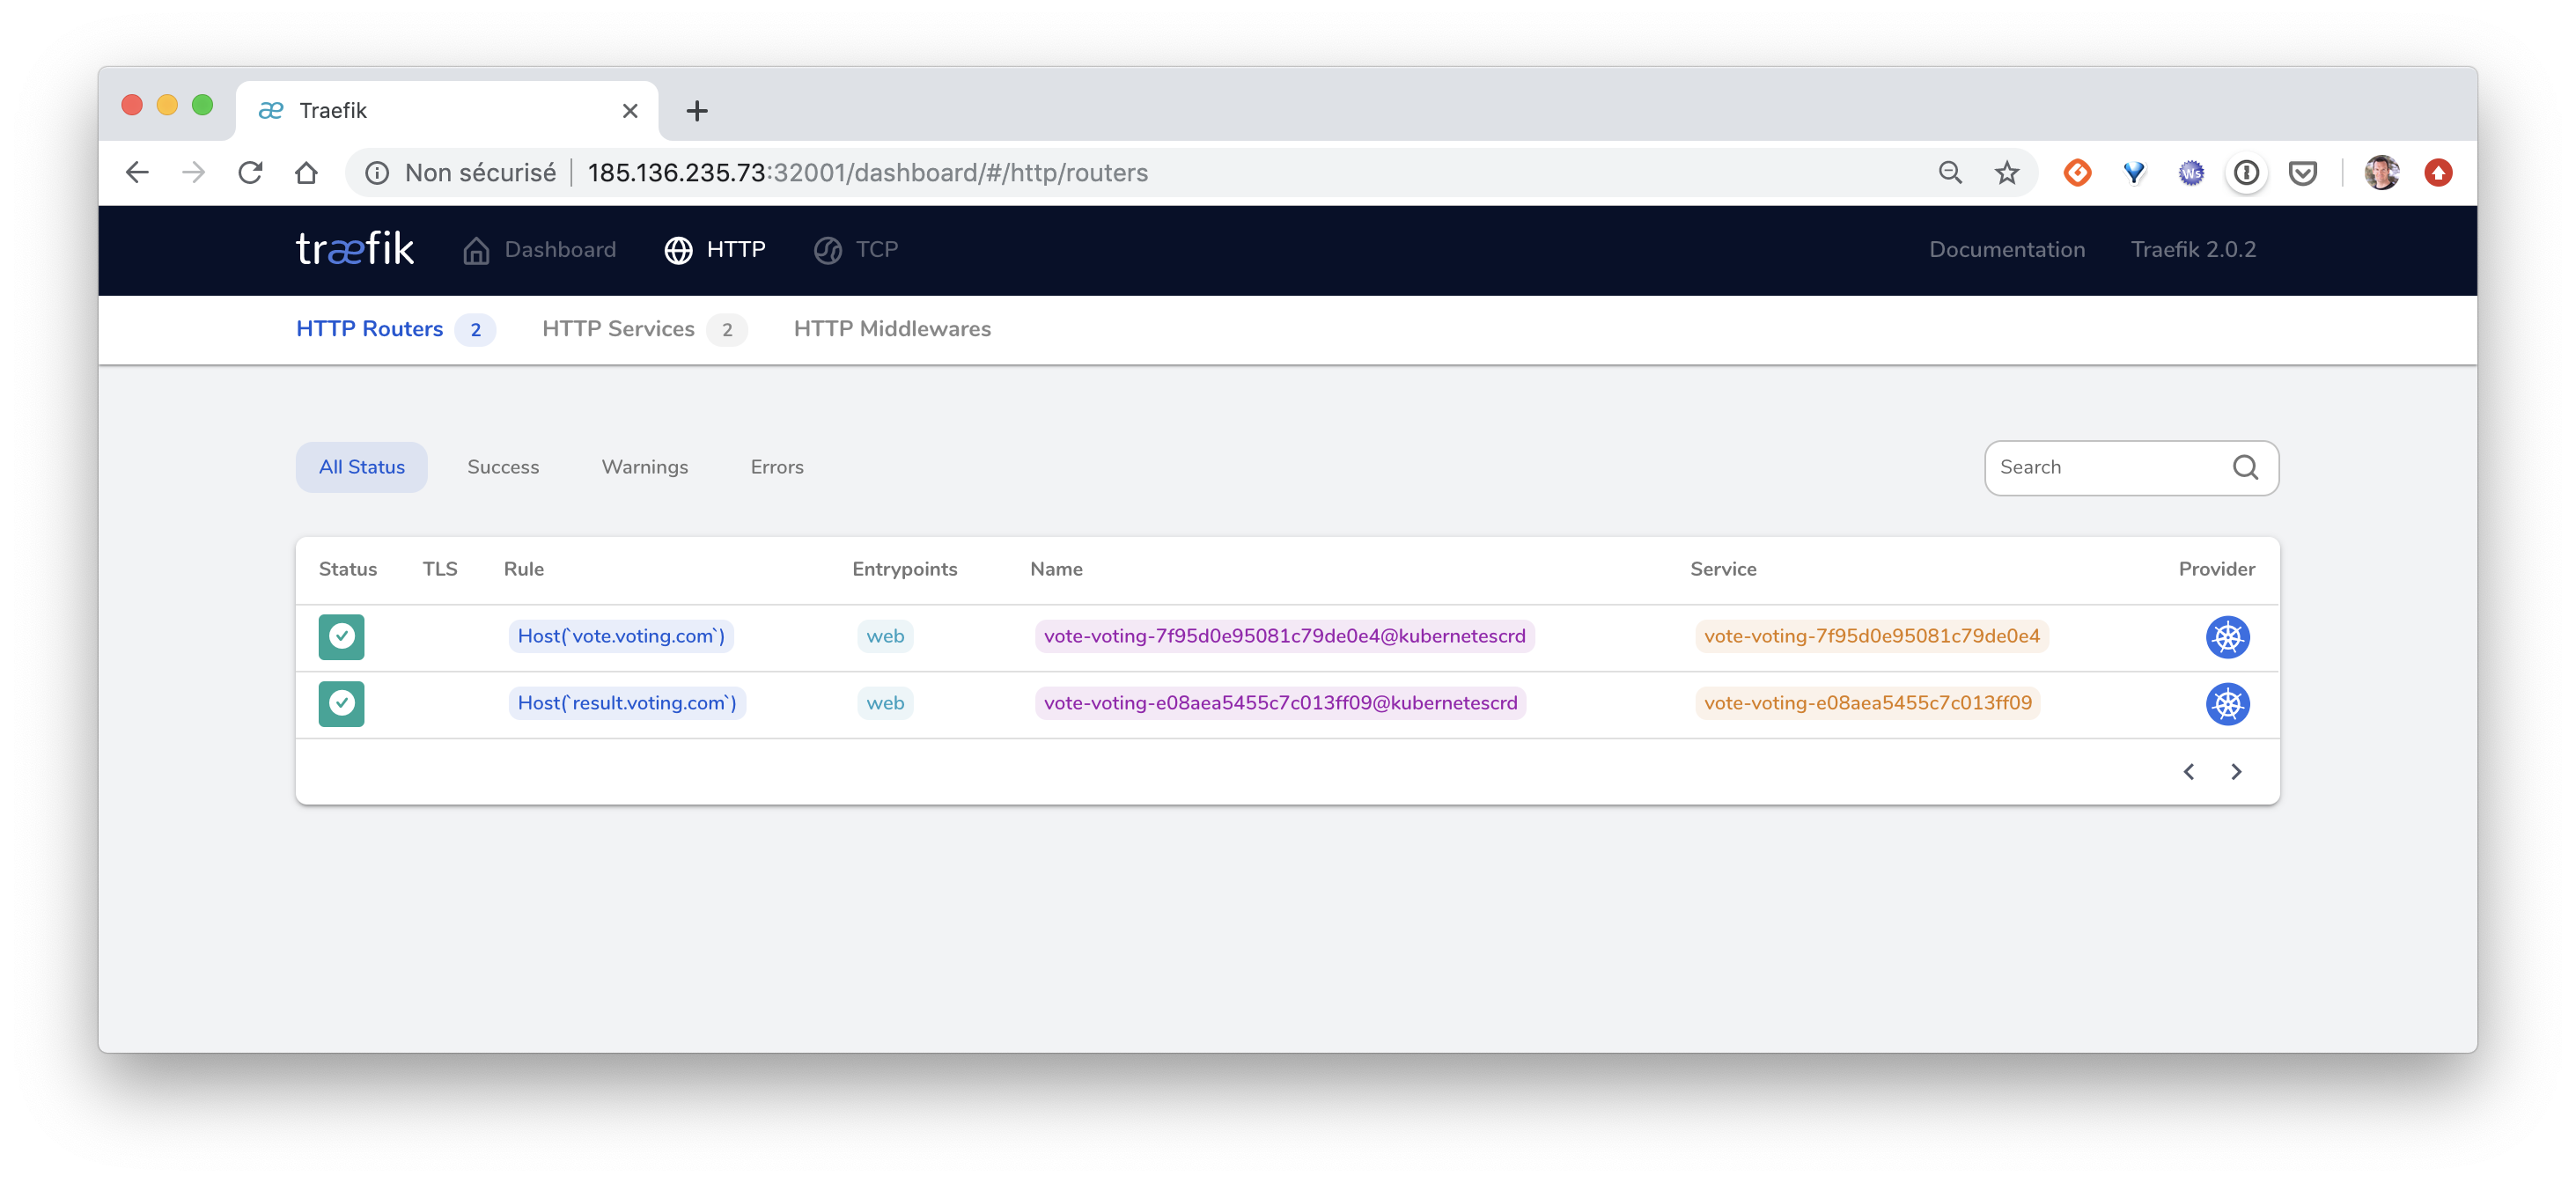 Traefik
Non sécurisé 185.136.235.73:32001/dashboard/#/http/routers
træfik Dashboard HTTP TCP Documentation Traefik 2.0.2
HTTP Routers 2 HTTP Services 2 HTTP Middlewares
All Status Success Warnings Errors Search
Status TLS Rule Entrypoints Name Service Provider
Host(`vote.voting.com`) web vote-voting-7f95d0e95081c79de0e4@kubernetescrd vote-voting-7f95d0e95081c79de0e4
Host(`result.voting.com`) web vote-voting-e08aea5455c7c013ff09@kubernetescrd vote-voting-e08aea5455c7c013ff09